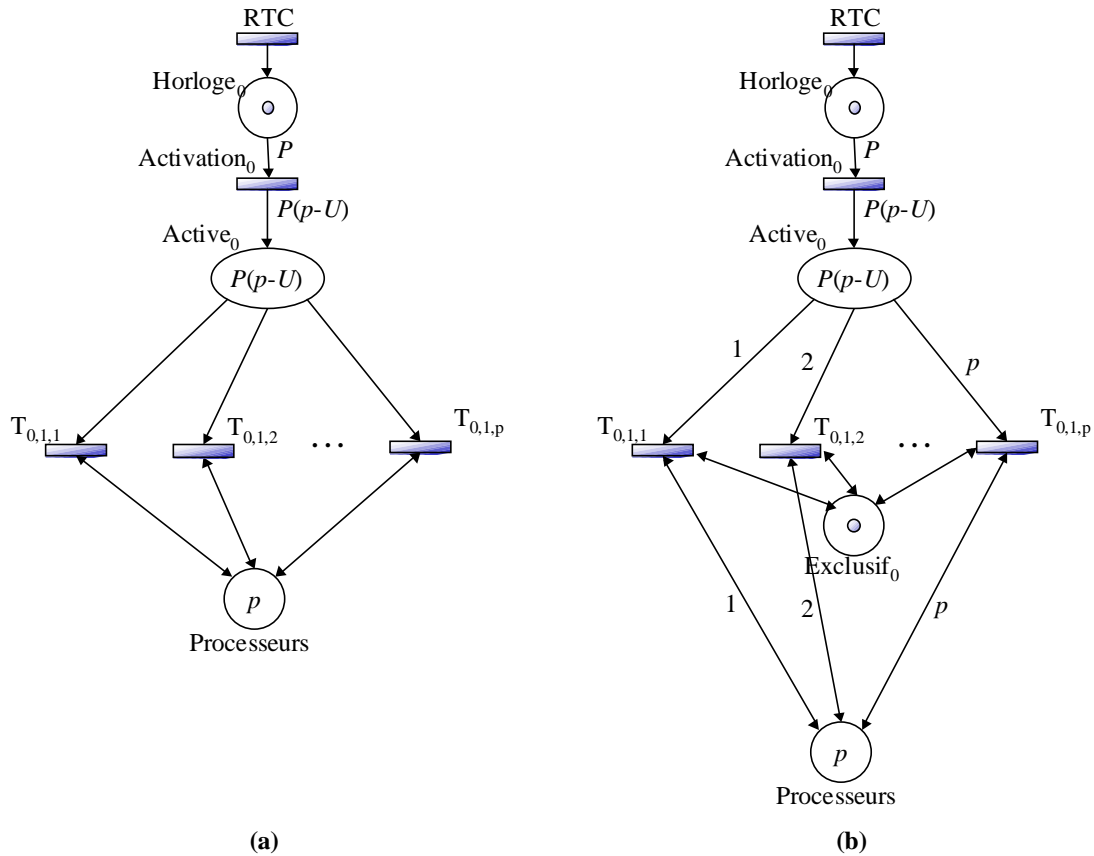 RTC
Horloge0
P
Activation0
P(p-U)
Active0
P(p-U)
T0,1,1
T0,1,2
...
T0,1,p
p
Processeurs
(a)
RTC
Horloge0
P
Activation0
P(p-U)
Active0
P(p-U)
1
2
p
T0,1,1
T0,1,2
...
T0,1,p
Exclusif0
1
2
p
p
Processeurs
(b)